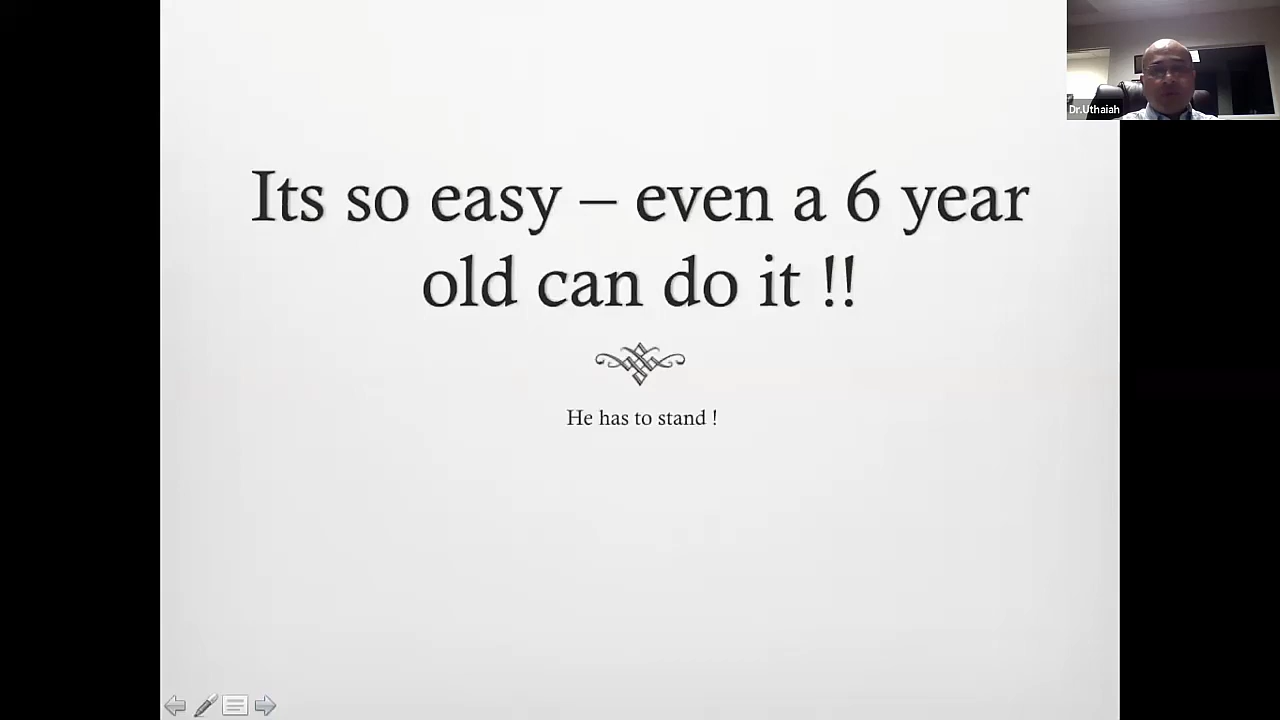 Its so easy – even a 6 year
old can do it !!
He has to stand !
Dr.Uthaiah